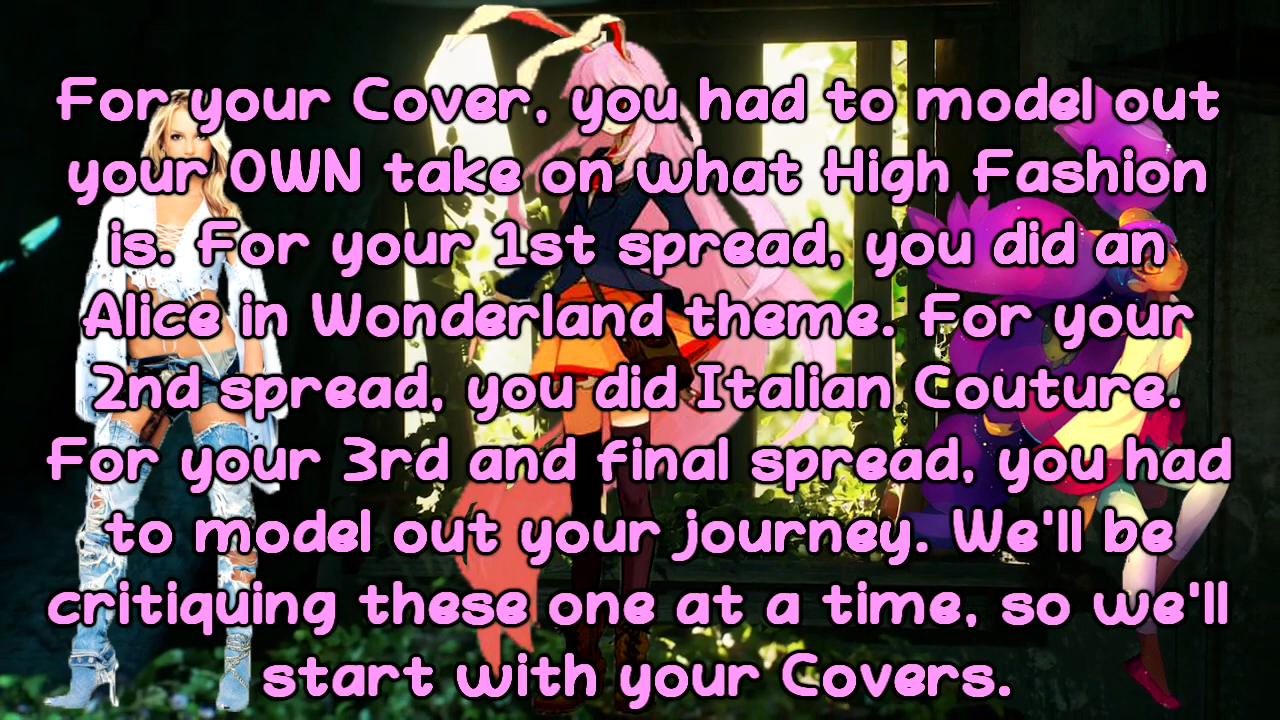 For your Cover, you had to model out
your OWN take on what High Fashion
is. For your 1st spread, you did an
Alice in Wonderland theme. For your
2nd spread, you did Italian Couture.
For your 3rd and final spread, you had
to model out your journey. We'll be
critiquing these one at a time, so we'll
start with your Covers.